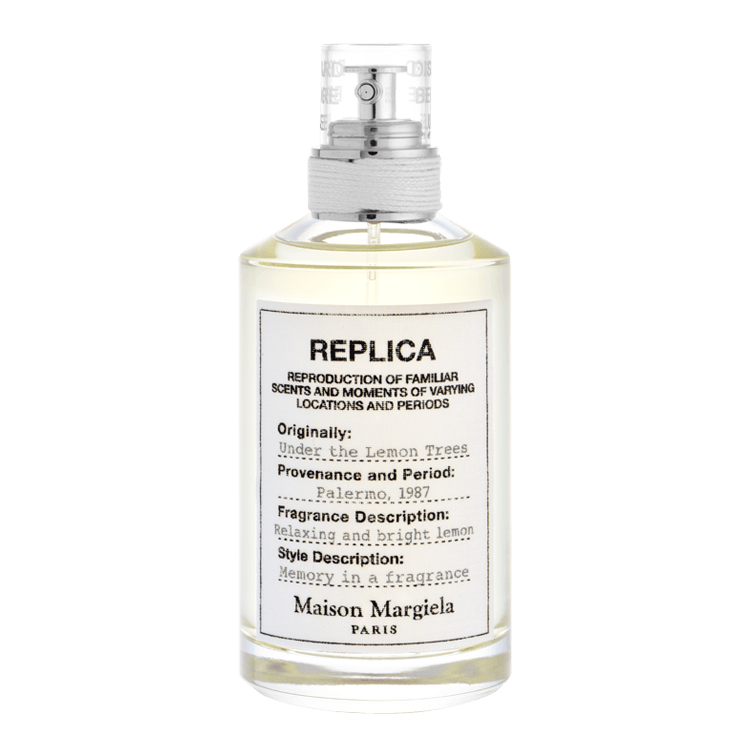 REPLICA
REPRODUCTION OF FAMILIAR
SCENTS AND MOMENTS OF VARYING
LOCATIONS AND PERIODS
Originally:
Under the Lemon Trees
Provenance and Period:
Palermo, 1987
Fragrance Description:
Relaxing and bright lemon
Style Description:
Memory in a fragrance
Maison Margiela
PARIS